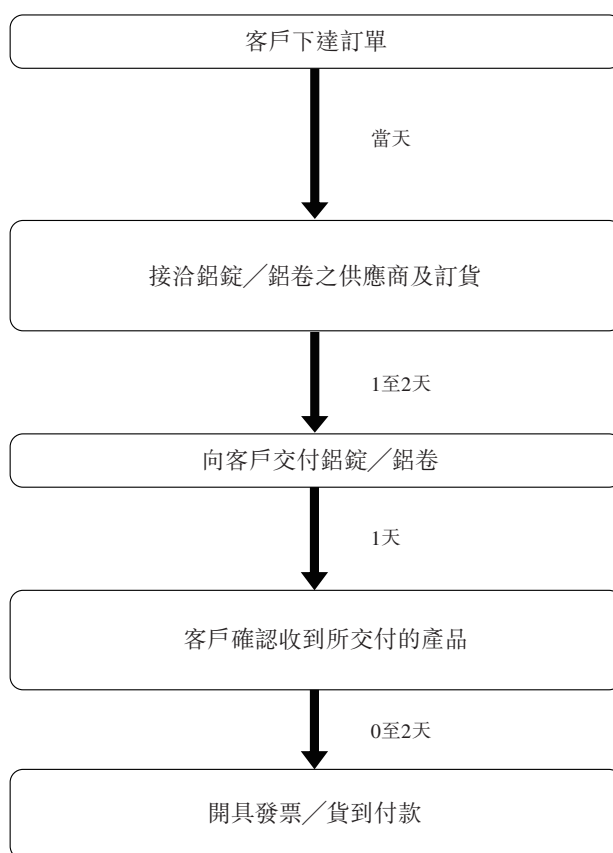 客戶下達訂單
當天
接洽鋁錠／鋁卷之供應商及訂貨
1至2天
向客戶交付鋁錠／鋁卷
1天
客戶確認收到所交付的產品
0至2天
開具發票／貨到付款